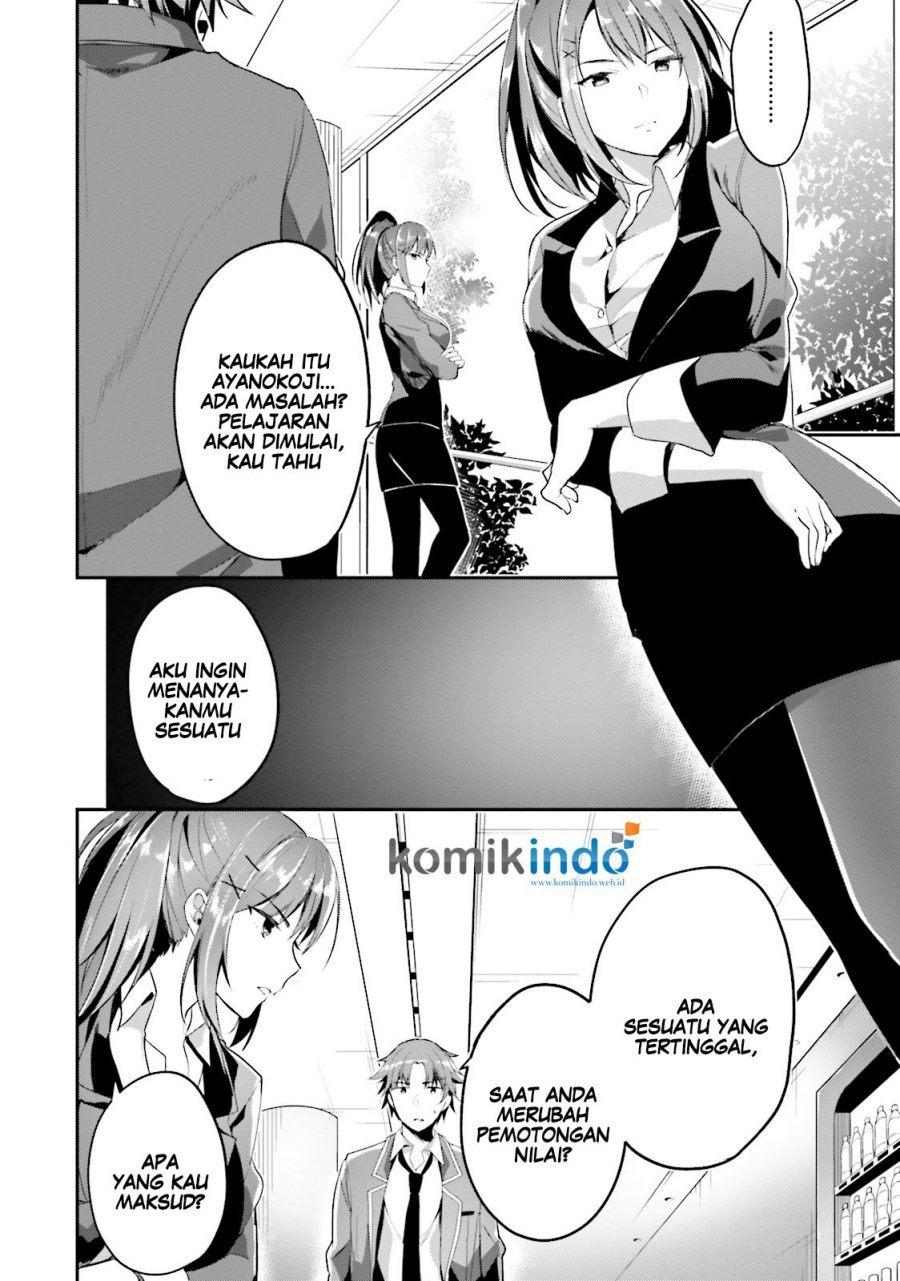 ..........
KAUKAH ITU
AYANOKOJI...
ADA MASALAH?
PELAJARAN
AKAN DIMULAI,
KAU TAHU
AKU INGIN
MENANYA-
KANMU
SESUATU
komikindo
www.komikindo.web.id
ADA
SESUATU YANG
TERTINGGAL,
SAAT ANDA
MERUBAH
PEMOTONGAN
NILAI?
APA
YANG KAU
MAKSUD?